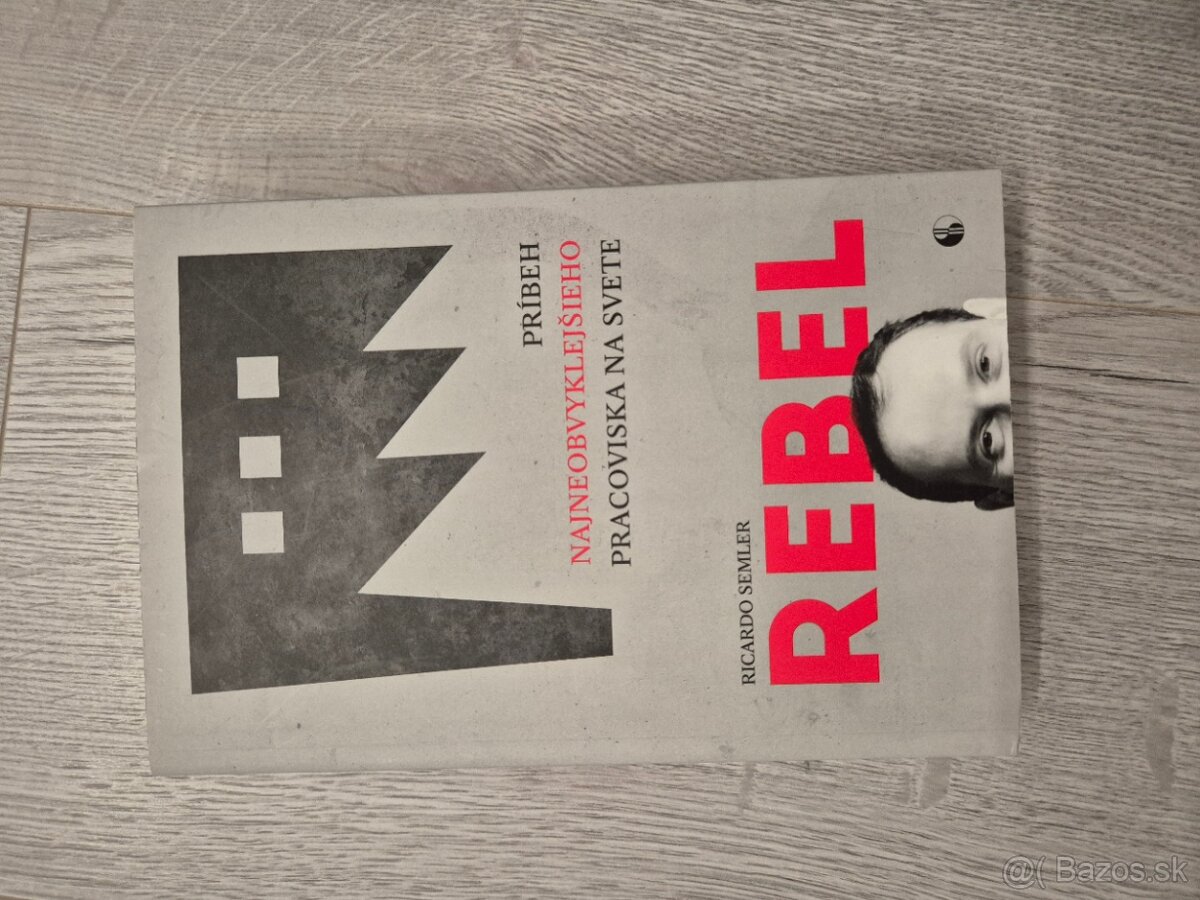 PRÍBEH
NAJNEOBVYKLEJŠIEHO
PRACOVISKA NA SVETE
RICARDO SEMLER
REBEL
@( Bazos.sk